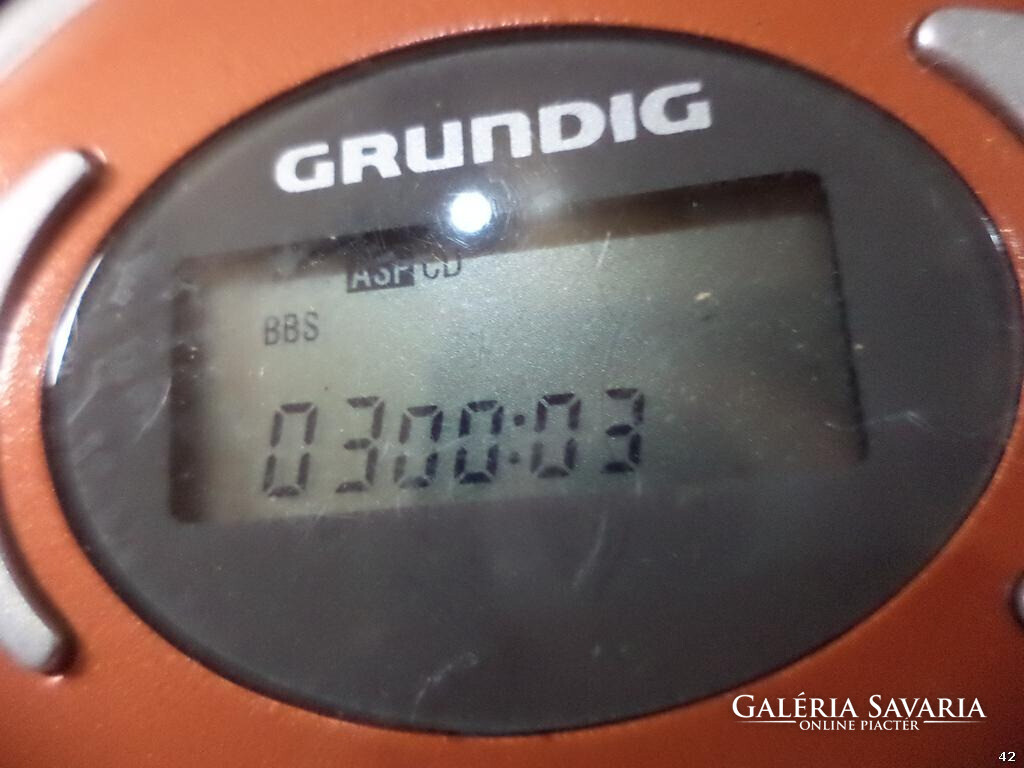 GRUNDIG
ASP CD
BBS
0300:03
GALÉRIA SAVARIA
ONLINE PIACTÉR
42